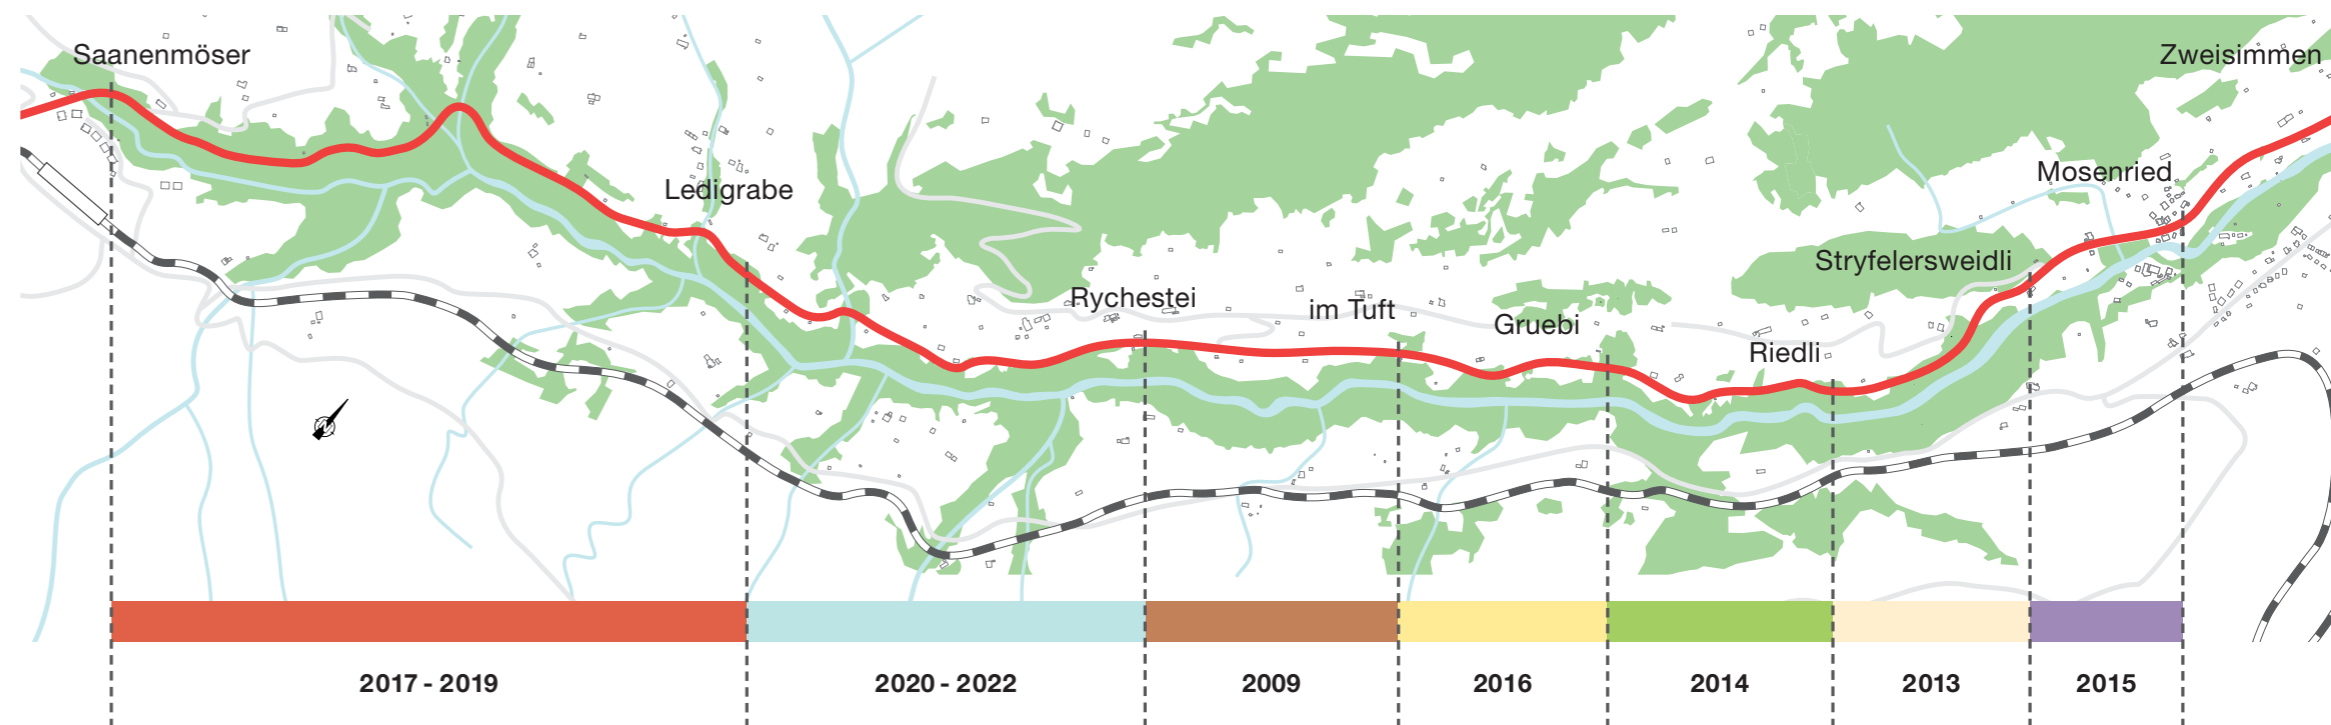 Saanenmöser
Zweisimmen
Ledigrabe
Mosenried
Stryfelersweidli
Rychestei
im Tuft
Gruebi
Riedli
2017 - 2019
2020 - 2022
2009
2016
2014
2013
2015